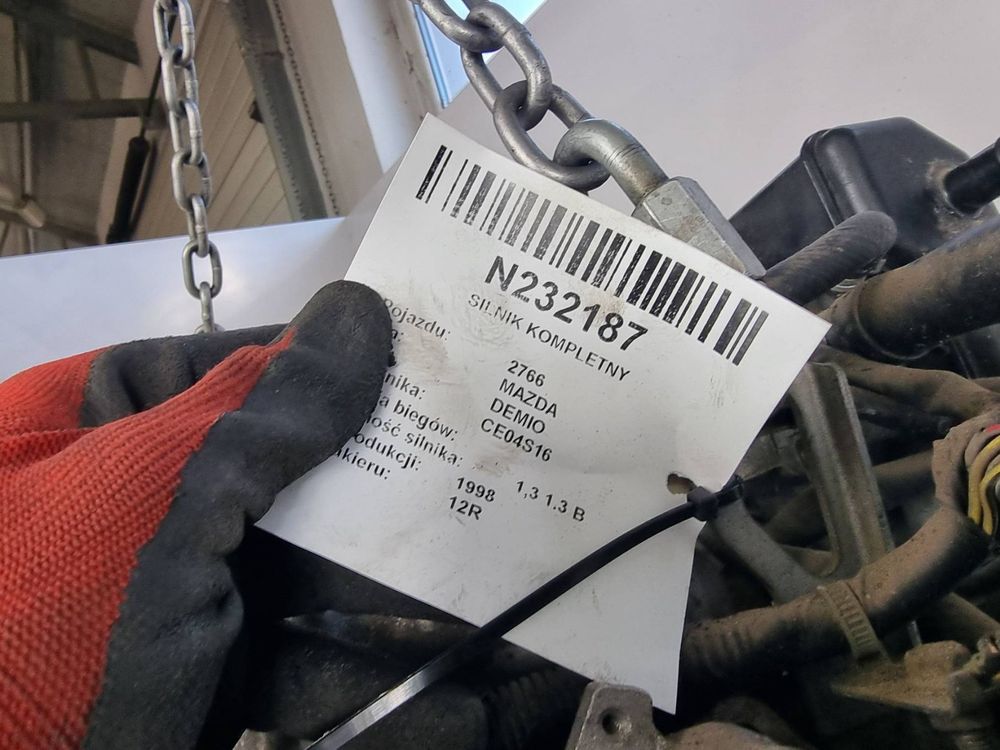 N232187
SILNIK KOMPLETNY
Pojazdu: 2766
MAZDA
DEMIO
nika: CE04S16
a biegów:
ość silnika: 1,3 1.3 B
odukcji: 1998
akieru: 12R